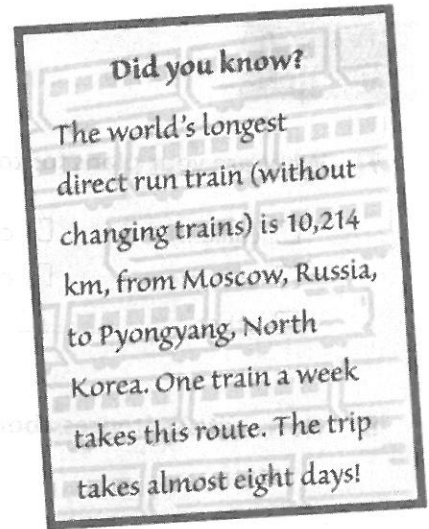 Did you know?
The world's longest
direct run train (without
changing trains) is 10,214
km, from Moscow, Russia,
to Pyongyang, North
Korea. One train a week
takes this route. The trip
takes almost eight days!